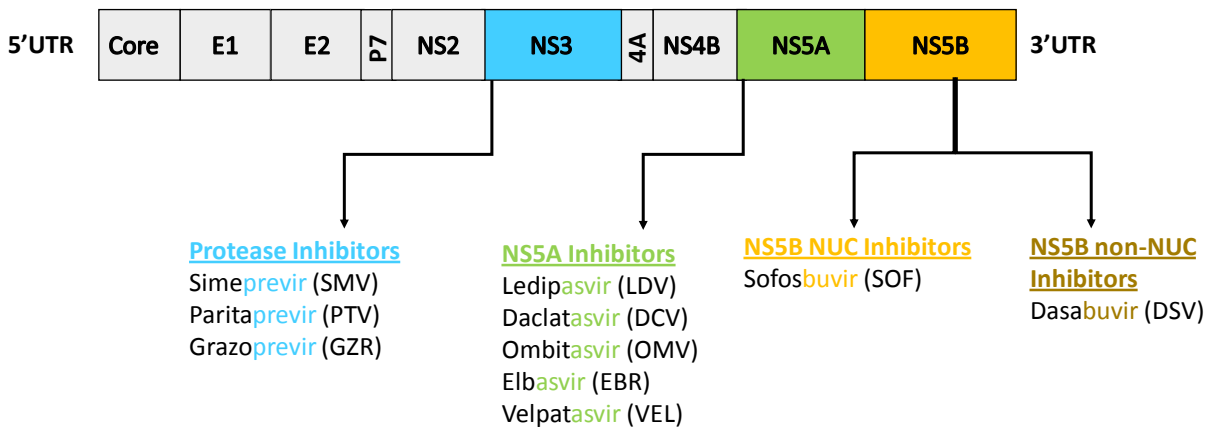 5'UTR Core E1 E2 P7 NS2 NS3 4A NS4B NS5A NS5B 3'UTR
Protease Inhibitors
Simeprevir (SMV)
Paritaprevir (PTV)
Grazoprevir (GZR)
NS5A Inhibitors
Ledipasvir (LDV)
Daclatasvir (DCV)
Ombitasvir (OMV)
Elbasvir (EBR)
Velpatasvir (VEL)
NS5B NUC Inhibitors
Sofosbuvir (SOF)
NS5B non-NUC
Inhibitors
Dasabuvir (DSV)